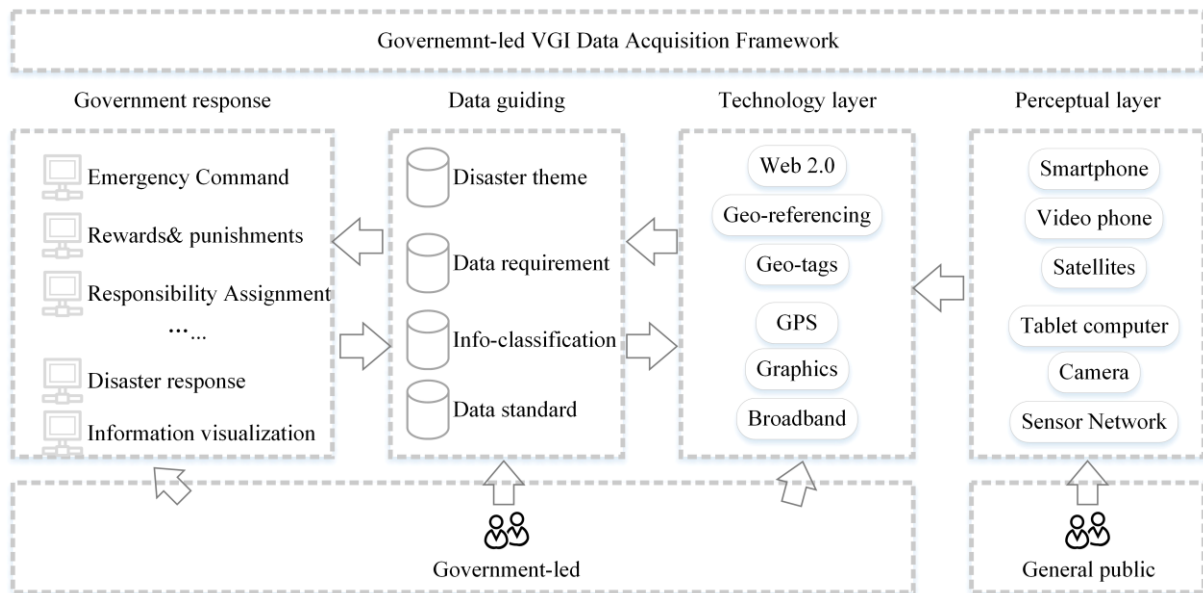 Governemnt-led VGI Data Acquisition Framework
Government response
Emergency Command
Rewards& punishments
Responsibility Assignment
......
Disaster response
Information visualization
Data guiding
Disaster theme
Data requirement
Info-classification
Data standard
Technology layer
Web 2.0
Geo-referencing
Geo-tags
GPS
Graphics
Broadband
Perceptual layer
Smartphone
Video phone
Satellites
Tablet computer
Camera
Sensor Network
Government-led
General public